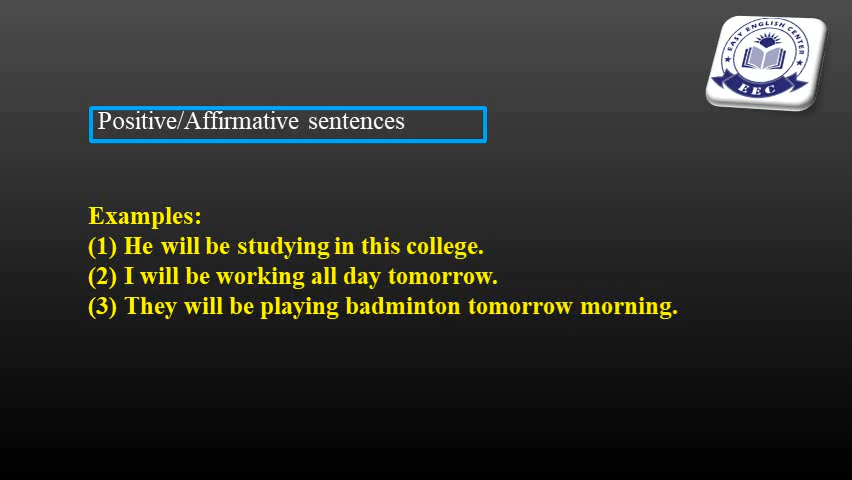 EASY ENGLISH CENTER
EEC
Positive/Affirmative sentences
Examples:
(1) He will be studying in this college.
(2) I will be working all day tomorrow.
(3) They will be playing badminton tomorrow morning.